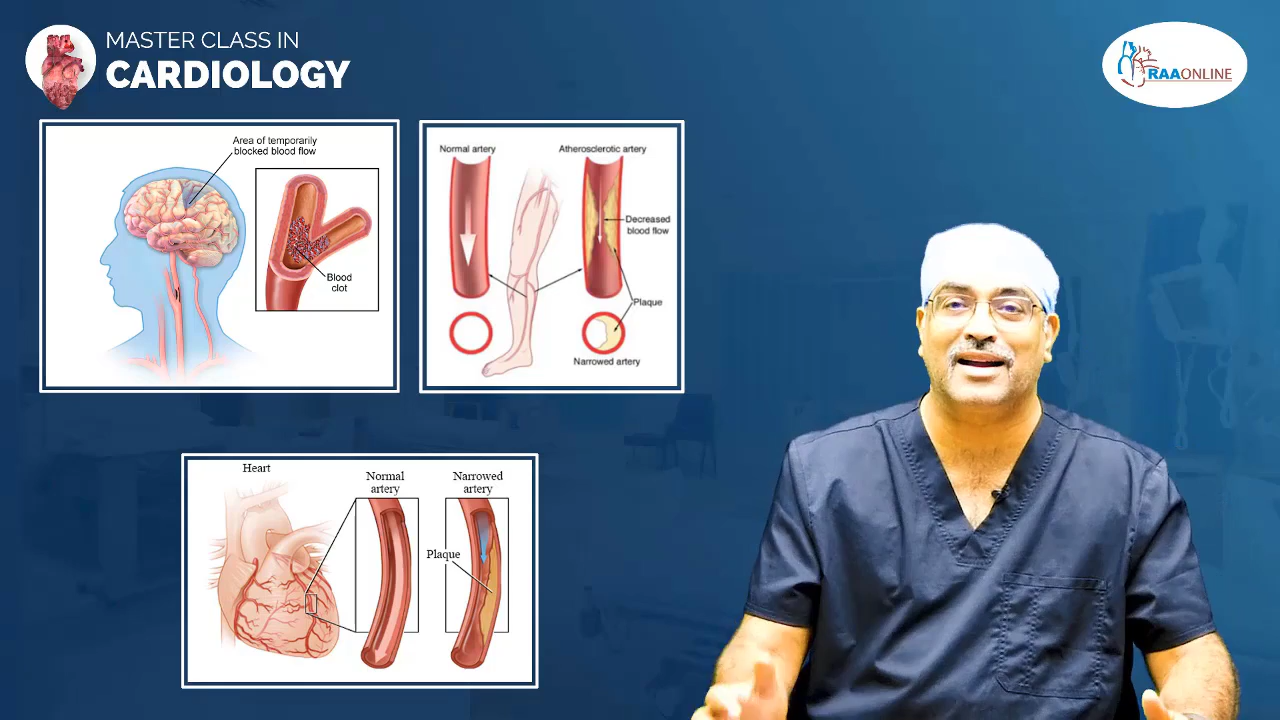 MASTER CLASS IN
CARDIOLOGY
RAAONLINE
Area of temporarily
blocked blood flow
Blood
clot
Normal artery
Atherosclerotic artery
Decreased
blood flow
Plaque
Narrowed artery
Heart
Normal
artery
Narrowed
artery
Plaque